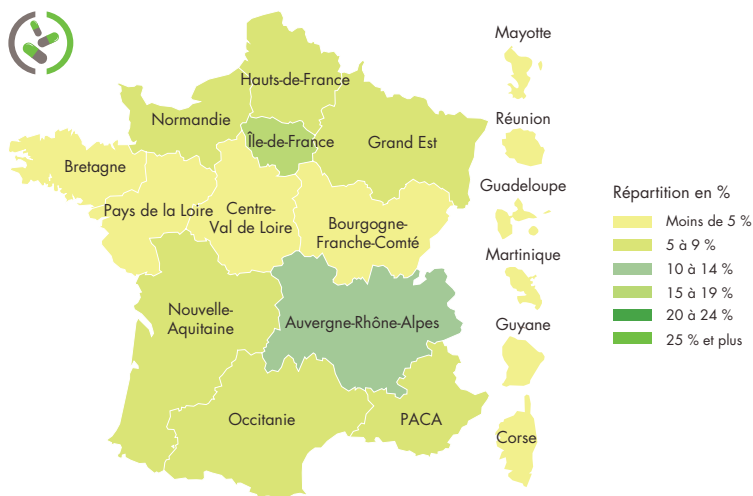 Mayotte
Hauts-de-France
Normandie
Réunion
Île-de-France
Grand Est
Bretagne
Guadeloupe
Pays de la Loire
Centre-
Val de Loire
Bourgogne-
Franche-Comté
Martinique
Nouvelle-
Aquitaine
Auvergne-Rhône-Alpes
Guyane
Occitanie
PACA
Corse
Répartition en %
Moins de 5 %
5 à 9 %
10 à 14 %
15 à 19 %
20 à 24 %
25 % et plus